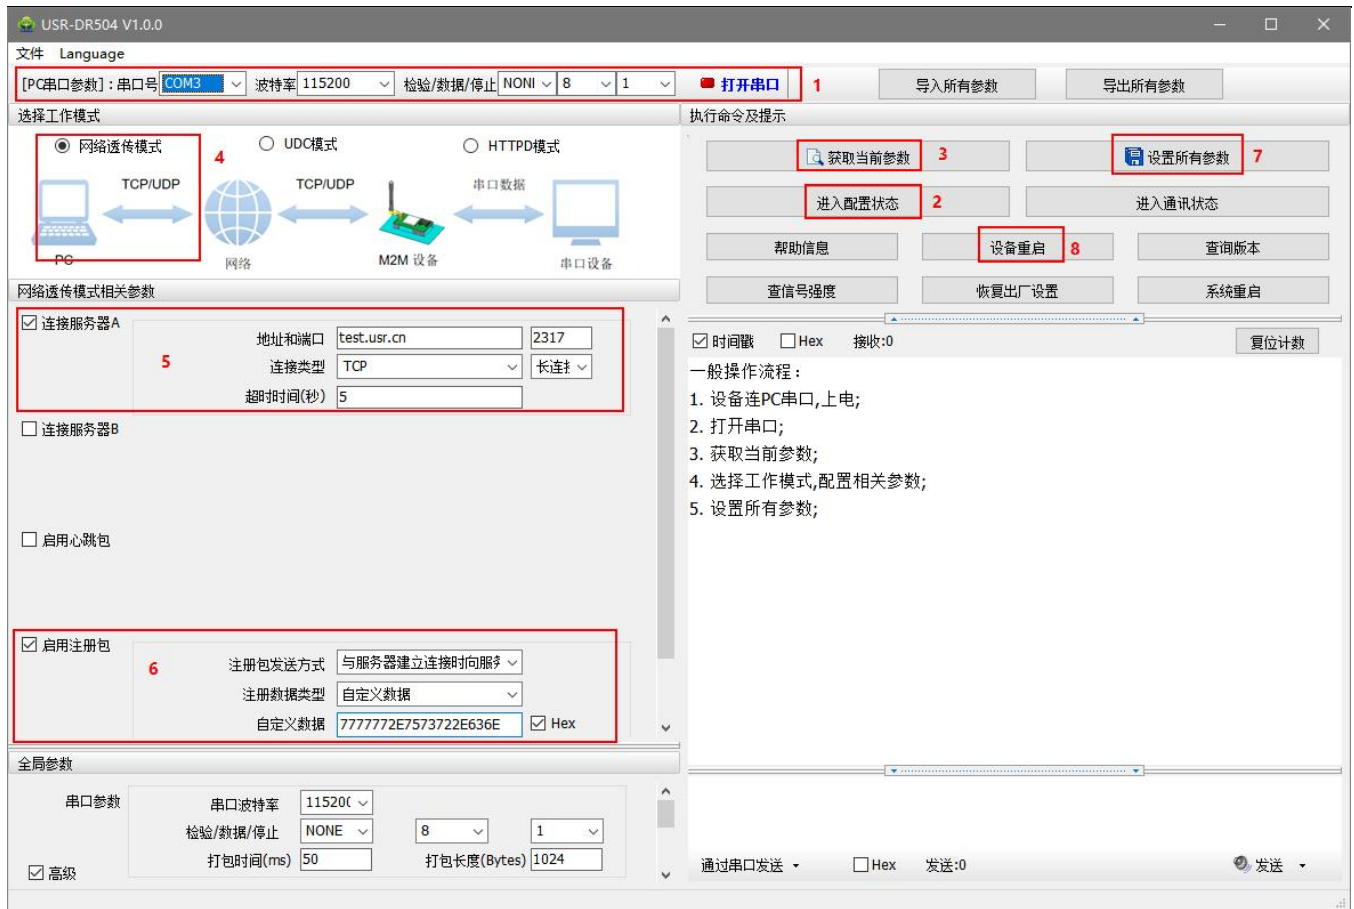 USR-DR504 V1.0.0
文件 Language
[PC串口参数]：串口号 COM3 波特率 115200 检验/数据/停止 NONI 8 1 打开串口 1 导入所有参数 导出所有参数
选择工作模式
网络透传模式 4 UDC模式 HTTPD模式
TCP/UDP TCP/UDP 串口数据
PC 网络 M2M 设备 串口设备
执行命令及提示
获取当前参数 3 设置所有参数 7
进入配置状态 2 进入通讯状态
帮助信息 设备重启 8 查询版本
查信号强度 恢复出厂设置 系统重启
网络透传模式相关参数
连接服务器A
地址和端口 test.usr.cn 2317
5 连接类型 TCP 长连接
超时时间(秒) 5
连接服务器B
启用心跳包
启用注册包
6 注册包发送方式 与服务器建立连接时向服务
注册数据类型 自定义数据
自定义数据 7777772E7573722E636E Hex
时间戳 Hex 接收:0 复位计数
一般操作流程：
1. 设备连PC串口,上电;
2. 打开串口;
3. 获取当前参数;
4. 选择工作模式,配置相关参数;
5. 设置所有参数;
全局参数
串口参数 串口波特率 11520(
检验/数据/停止 NONE 8 1
打包时间(ms) 50 打包长度(Bytes) 1024
高级
通过串口发送 Hex 发送:0 发送